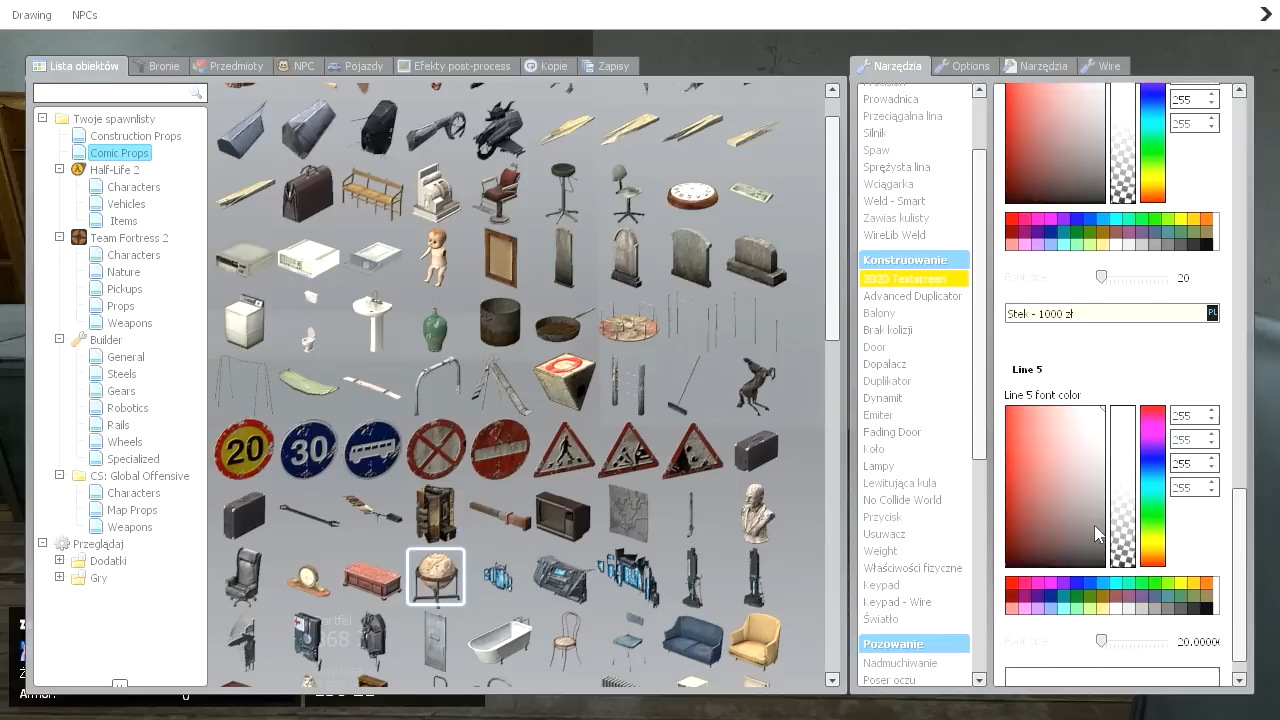 Drawing NPCs
Lista obiektów Bronie Przedmioty NPC Pojazdy Efekty post-process Kopie Zapisy
Narzędzia Options Narzędzia Wire
Twoje spawnlisty
Construction Props
Comic Props
Half-Life 2
Characters
Vehicles
Items
Team Fortress 2
Characters
Nature
Pickups
Props
Weapons
Builder
General
Steels
Gears
Robotics
Rails
Wheels
Specialized
CS: Global Offensive
Characters
Map Props
Weapons
Przeglądaj
Dodatki
Gry
20
30
Prowadnica
Przeciągalna lina
Silnik
Spaw
Sprężysta lina
Wciągarka
Weld - Smart
Zawias kulisty
WireLib Weld
Konstruowanie
3D2D Textscreen
Advanced Duplicator
Balony
Brak kolizji
Door
Dopalacz
Duplikator
Dynamit
Emiter
Fading Door
Koło
Lampy
Lewitująca kula
No Collide World
Przycisk
Usuwacz
Weight
Właściwości fizyczne
Keypad
Keypad - Wire
Światło
Pozowanie
Nadmuchiwanie
Poser oczu
255
255
Font size 20
Stek - 1000 zł PL
Line 5
Line 5 font color
255
255
255
255
Font size 20,0000